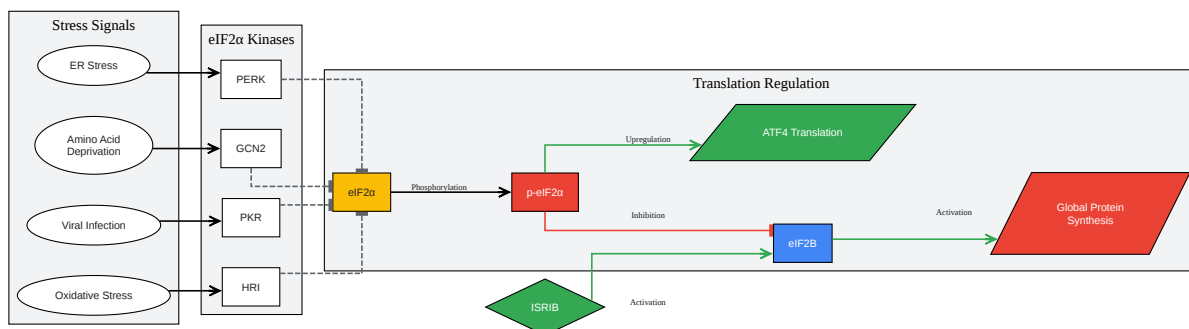 Stress Signals
ER Stress
Amino Acid
Deprivation
Viral Infection
Oxidative Stress
eIF2α Kinases
PERK
GCN2
PKR
HRI
Translation Regulation
eIF2α
Phosphorylation
p-eIF2α
Upregulation
ATF4 Translation
Inhibition
eIF2B
Activation
Global Protein
Synthesis
ISRIB
Activation